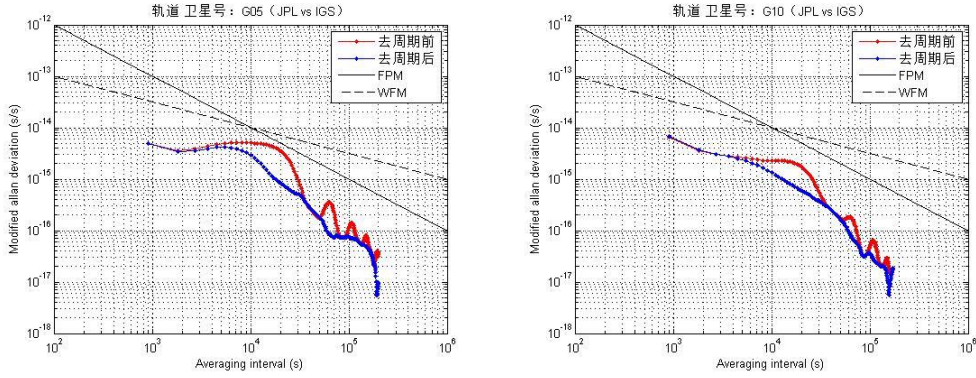 轨道 卫星号：G05（JPL vs IGS）
10^-12
10^-13
10^-14
10^-15
10^-16
10^-17
10^-18
Modified allan deviation (s/s)
去周期前
去周期后
FPM
WFM
10^2
10^3
10^4
10^5
10^6
Averaging interval (s)
轨道 卫星号：G10（JPL vs IGS）
10^-12
10^-13
10^-14
10^-15
10^-16
10^-17
10^-18
Modified allan deviation (s/s)
去周期前
去周期后
FPM
WFM
10^2
10^3
10^4
10^5
10^6
Averaging interval (s)